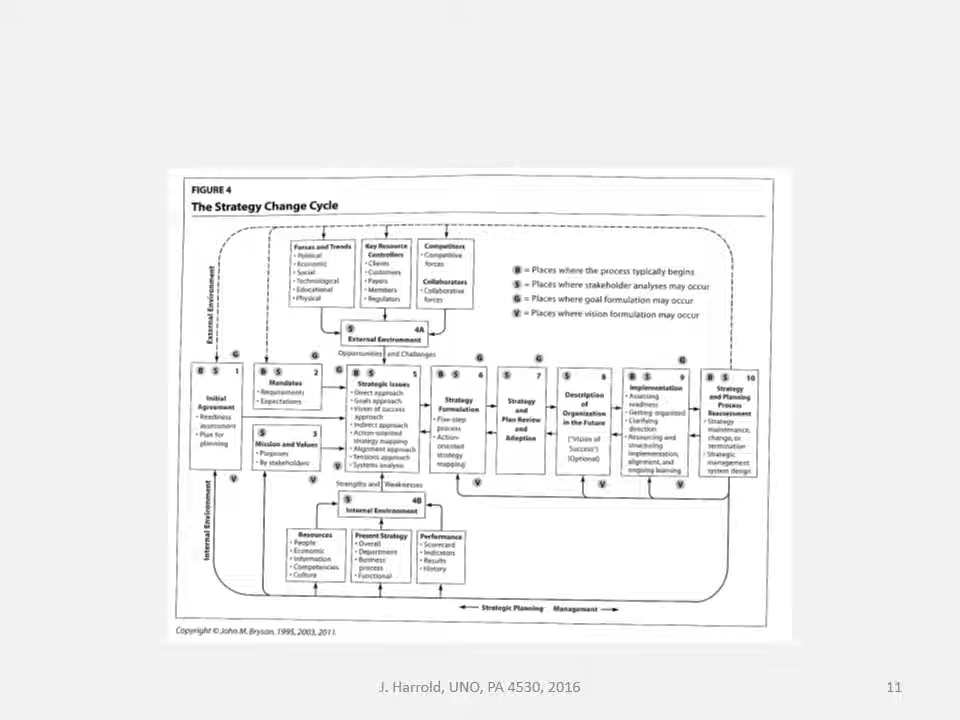 FIGURE 4
The Strategy Change Cycle
External Environment
Forces and Trends
• Political
• Economic
• Social
• Technological
• Educational
• Physical
Key Resource
Controllers
• Clients
• Customers
• Payers
• Members
• Regulators
Competitors
• Competitive
forces
Collaborators
• Collaborative
forces
B = Places where the process typically begins
S = Places where stakeholder analyses may occur
G = Places where goal formulation may occur
V = Places where vision formulation may occur
S 4A
External Environment
Opportunities and Challenges
G
G
G
G
G
G
B S 1
Initial
Agreement
• Readiness
assessment
• Plan for
planning
V
B S 2
Mandates
• Requirements
• Expectations
S 3
Mission and Values
• Purposes
• By stakeholders
V
B S 5
Strategic Issues
• Direct approach
• Goals approach
• Vision of success
approach
• Indirect approach
• Action-oriented
strategy mapping
• Alignment approach
• Tensions approach
• Systems analysis
V
B S 6
Strategy
Formulation
• Five-step
process
• Action-
oriented
strategy
mapping
V
S 7
Strategy
and
Plan Review
and
Adoption
S 8
Description
of
Organization
in the Future
("Vision of
Success")
(Optional)
V
B S 9
Implementation
• Assessing
readiness
• Getting organized
• Clarifying
direction
• Resourcing and
structuring
implementation,
alignment, and
ongoing learning
V
B S 10
Strategy
and Planning
Process
Reassessment
• Strategy
maintenance,
change, or
termination
• Strategic
management
system design
Strengths and Weaknesses
S 4B
Internal Environment
Internal Environment
Resources
• People
• Economic
• Information
• Competencies
• Culture
Present Strategy
• Overall
• Department
• Business
process
• Functional
Performance
• Scorecard
• Indicators
• Results
• History
Strategic Planning Management
Copyright © John M. Bryson, 1995, 2003, 2011.
J. Harrold, UNO, PA 4530, 2016
11